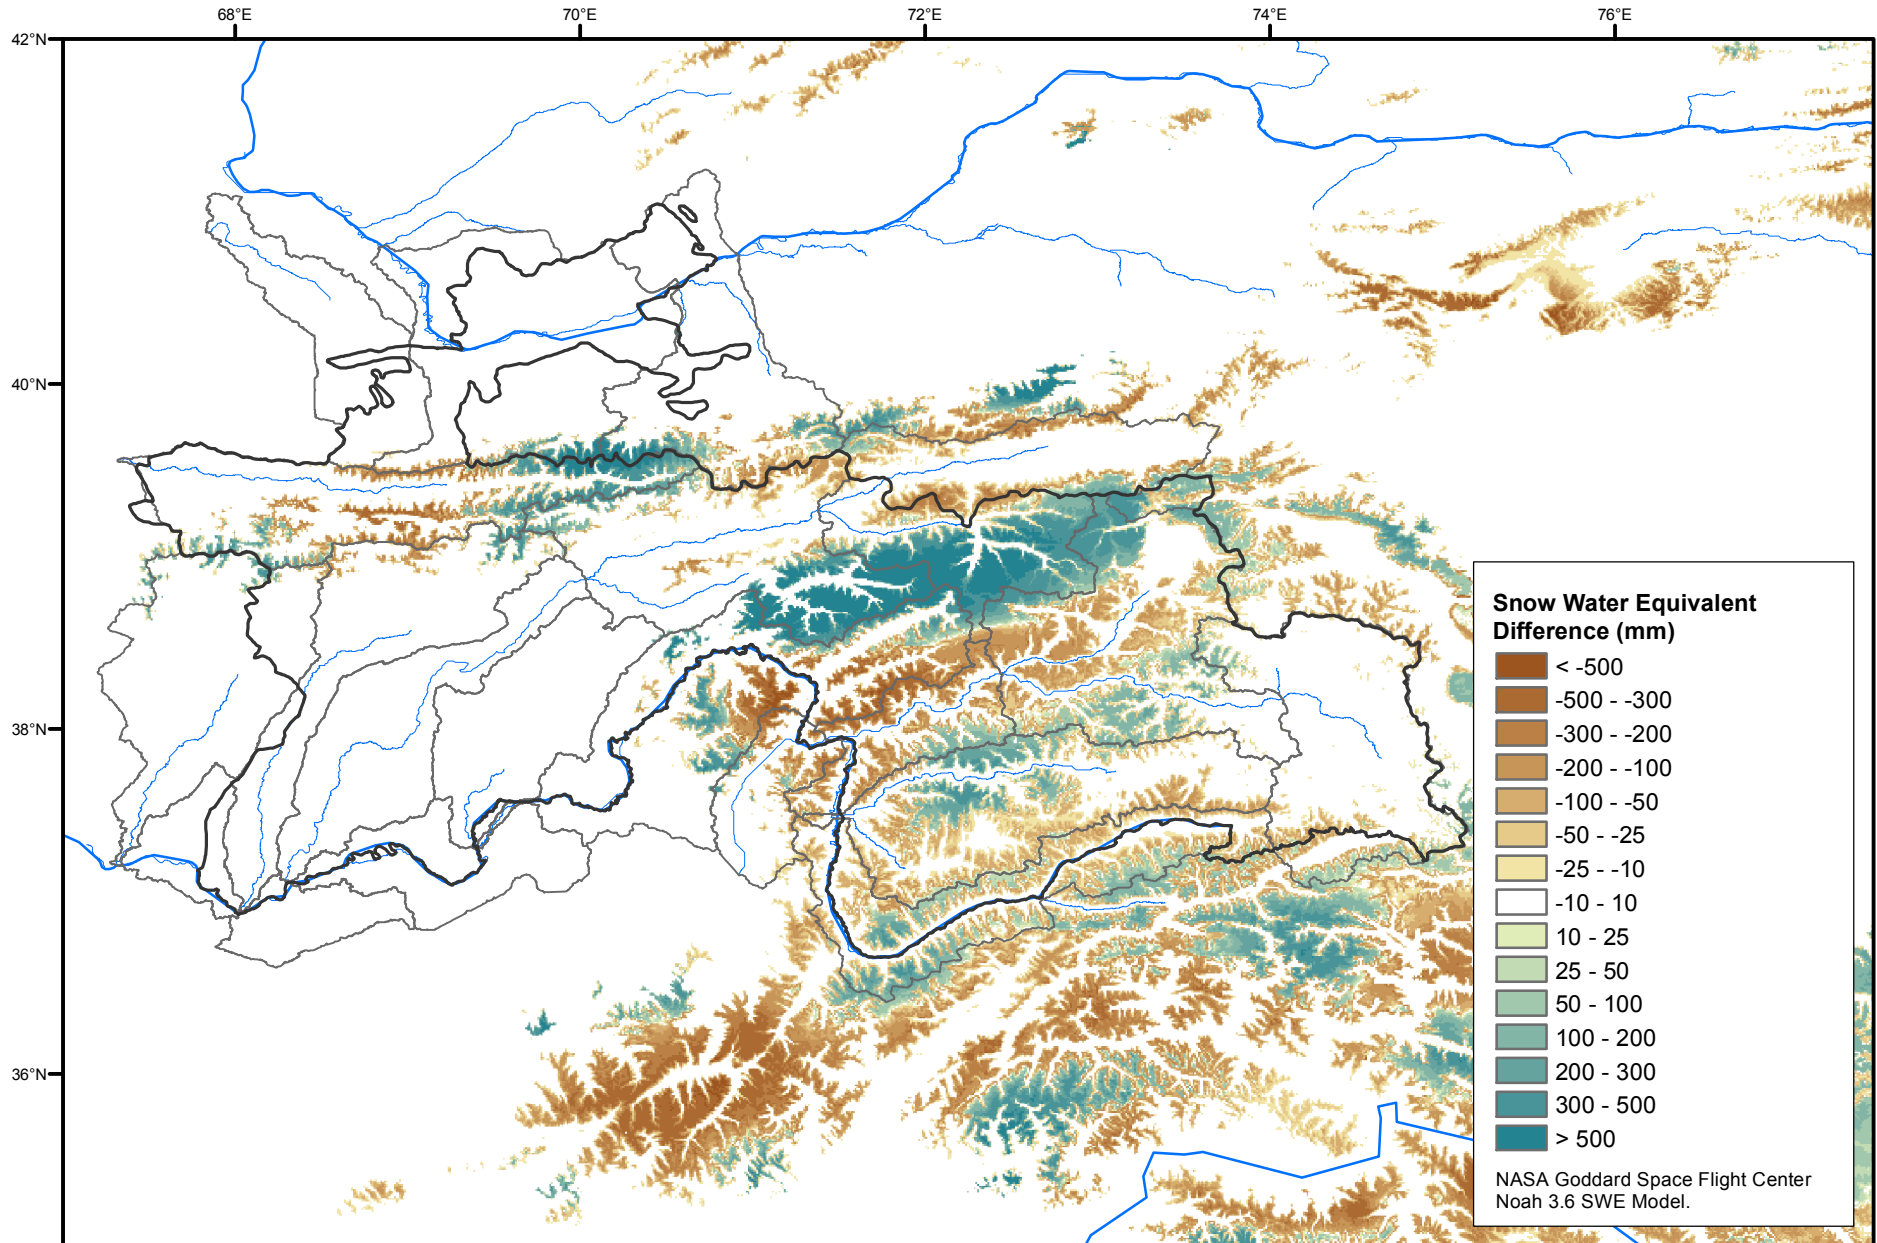 68°E
70°E
72°E
74°E
76°E
42°N
40°N
38°N
36°N
Snow Water Equivalent
Difference (mm)
< -500
-500 - -300
-300 - -200
-200 - -100
-100 - -50
-50 - -25
-25 - -10
-10 - 10
10 - 25
25 - 50
50 - 100
100 - 200
200 - 300
300 - 500
> 500
NASA Goddard Space Flight Center
Noah 3.6 SWE Model.